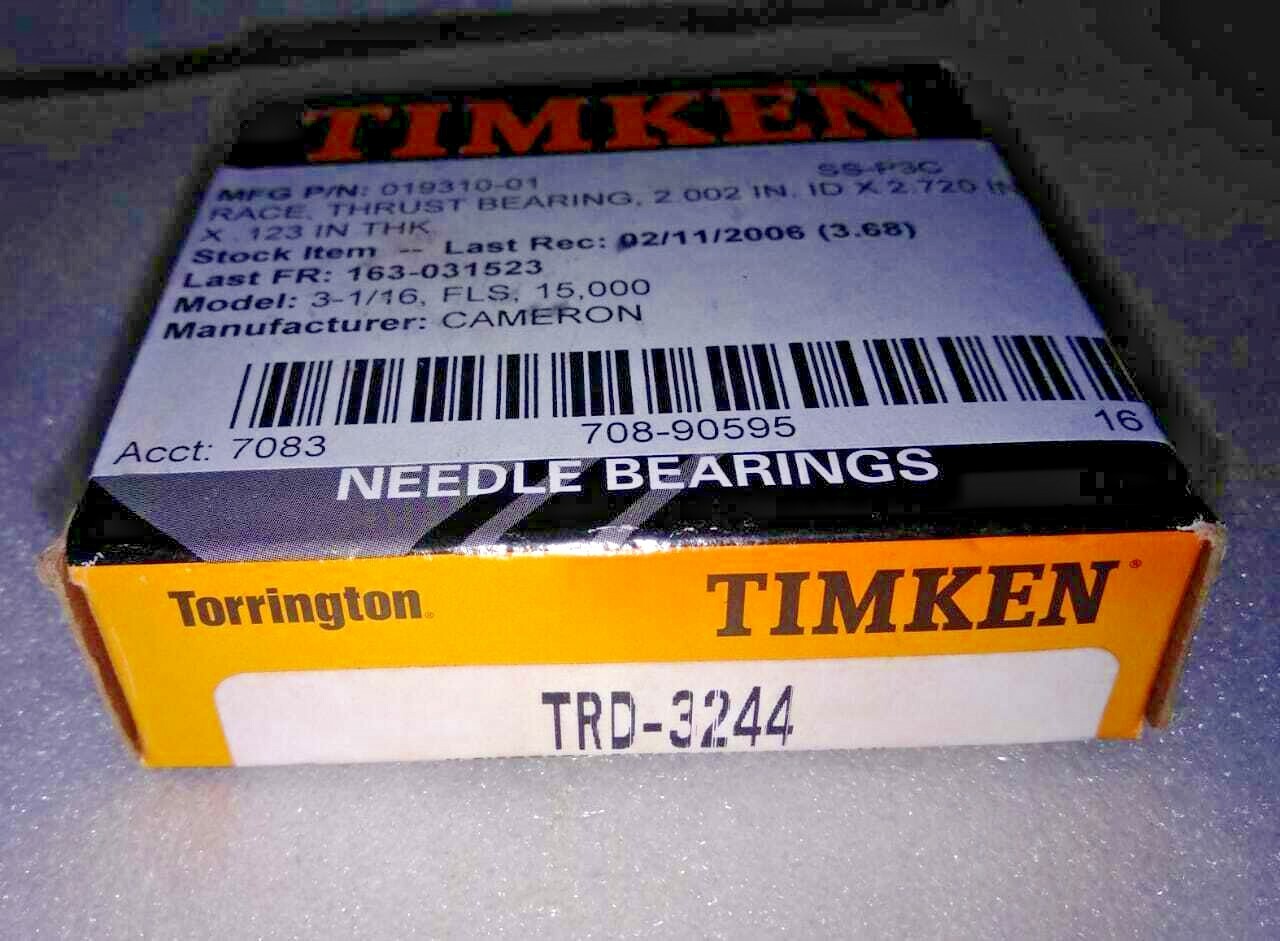 TIMKEN
MFG P/N: 019310-01 SS-P3C
RACE, THRUST BEARING, 2.002 IN. ID X 2.720 IN
X .123 IN THK
Stock Item -- Last Rec: 02/11/2006 (3.68)
Last FR: 163-031523
Model: 3-1/16, FLS, 15,000
Manufacturer: CAMERON
Acct: 7083 708-90595 16
NEEDLE BEARINGS
Torrington® TIMKEN®
TRD-3244